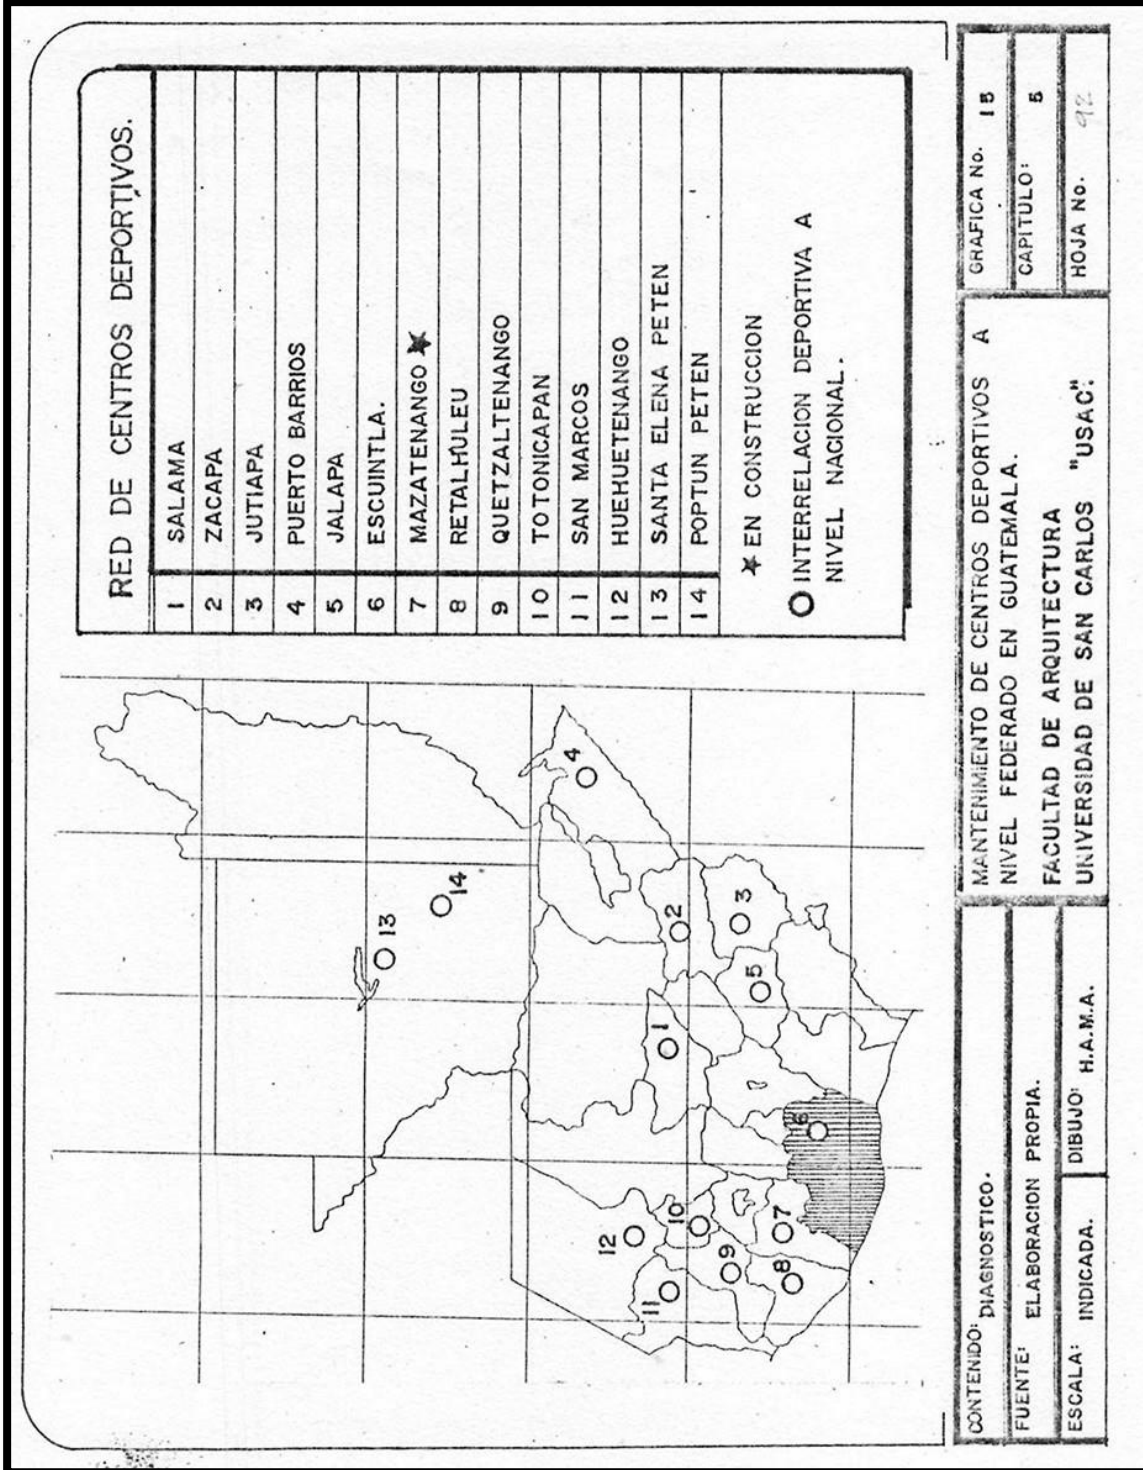 RED DE CENTROS DEPORTIVOS.
1 SALAMA
2 ZACAPA
3 JUTIAPA
4 PUERTO BARRIOS
5 JALAPA
6 ESCUINTLA.
7 MAZATENANGO ★
8 RETALHULEU
9 QUETZALTENANGO
10 TOTONICAPAN
11 SAN MARCOS
12 HUEHUETENANGO
13 SANTA ELENA PETEN
14 POPTUN PETEN
★ EN CONSTRUCCION
O INTERRELACION DEPORTIVA A
NIVEL NACIONAL.
13
14
4
12
11
10
9
8
7
1
2
3
5
6
CONTENIDO: DIAGNOSTICO.
FUENTE: ELABORACION PROPIA.
ESCALA: INDICADA.
DIBUJO: H.A.M.A.
MANTENIMIENTO DE CENTROS DEPORTIVOS A
NIVEL FEDERADO EN GUATEMALA.
FACULTAD DE ARQUITECTURA
UNIVERSIDAD DE SAN CARLOS "USAC".
GRAFICA No.
CAPITULO: 5
HOJA No. 92